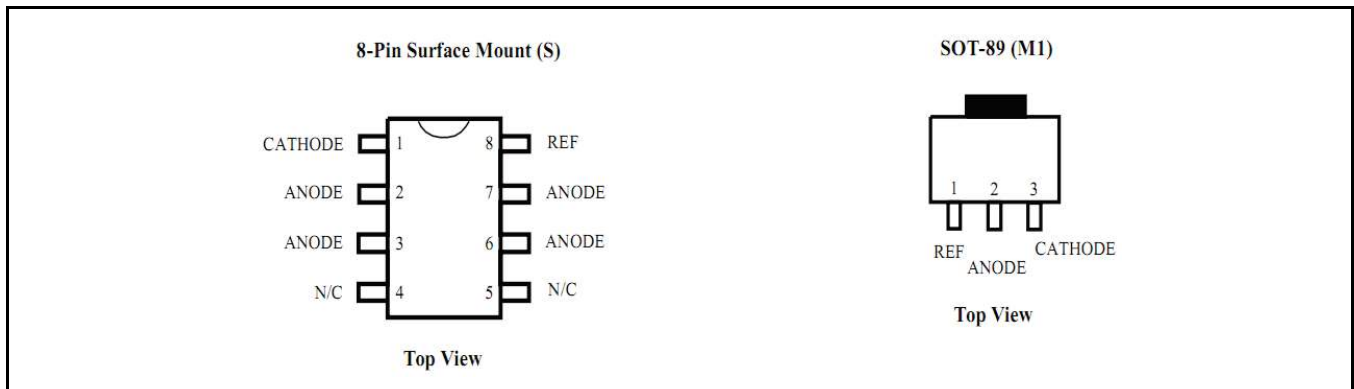 8-Pin Surface Mount (S)
CATHODE 1 8 REF
ANODE 2 7 ANODE
ANODE 3 6 ANODE
N/C 4 5 N/C
Top View
SOT-89 (M1)
1 2 3
REF ANODE CATHODE
Top View